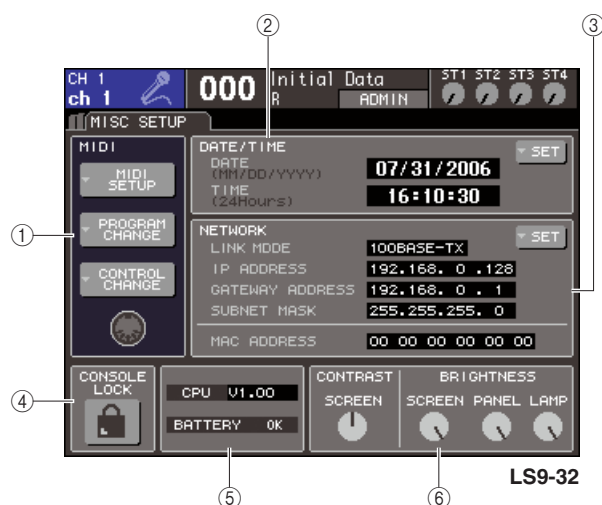 ② ③
CH 1
ch 1
000 Initial Data
R ADMIN
ST1 ST2 ST3 ST4
MISC SETUP
MIDI
MIDI
SETUP
PROGRAM
CHANGE
CONTROL
CHANGE
①
DATE/TIME
SET
DATE
(MM/DD/YYYY)
07/31/2006
TIME
(24Hours)
16:10:30
NETWORK
SET
LINK MODE 100BASE-TX
IP ADDRESS 192.168. 0 .128
GATEWAY ADDRESS 192.168. 0 . 1
SUBNET MASK 255.255.255. 0
MAC ADDRESS 00 00 00 00 00 00
④
CONSOLE
LOCK
CPU V1.00
BATTERY OK
CONTRAST
SCREEN
BRIGHTNESS
SCREEN PANEL LAMP
LS9-32
⑤ ⑥